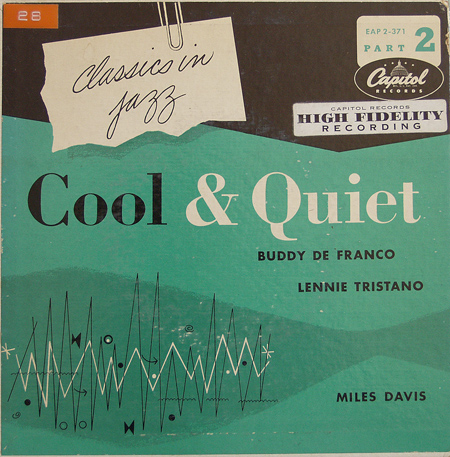 28
Classics in
jazz
EAP 2-371
PART 2
Capitol
RECORDS
CAPITOL RECORDS
HIGH FIDELITY
RECORDING
Cool & Quiet
BUDDY DE FRANCO
LENNIE TRISTANO
MILES DAVIS